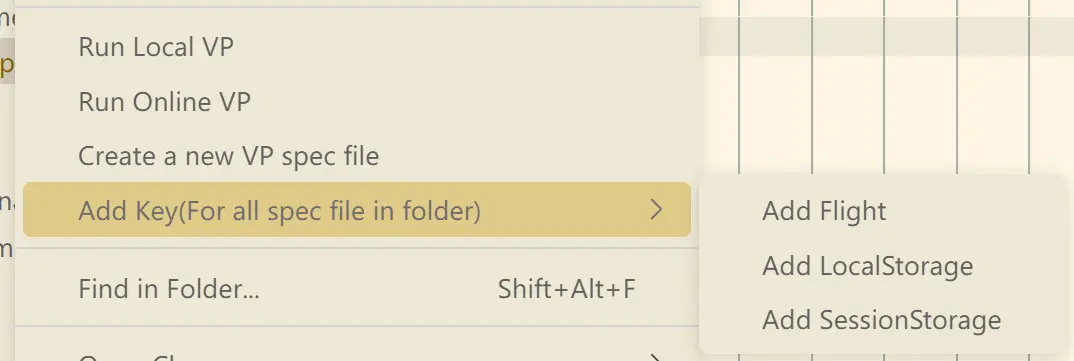 Run Local VP
Run Online VP
Create a new VP spec file
Add Key(For all spec file in folder)
Add Flight
Add LocalStorage
Add SessionStorage
Find in Folder... Shift+Alt+F